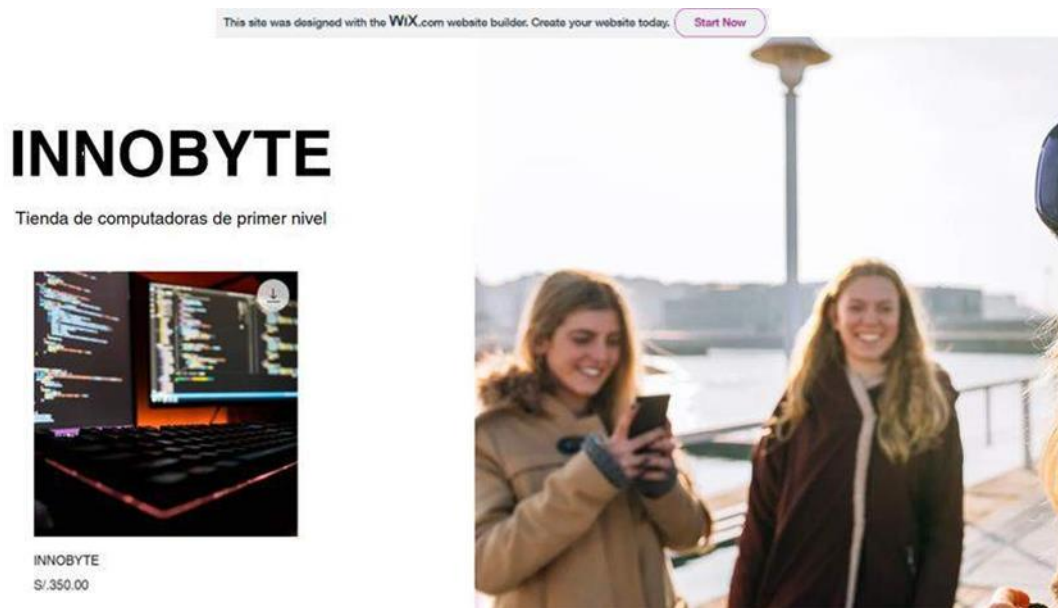 This site was designed with the WiX.com website builder. Create your website today. Start Now
INNOBYTE
Tienda de computadoras de primer nivel
INNOBYTE
S/.350.00